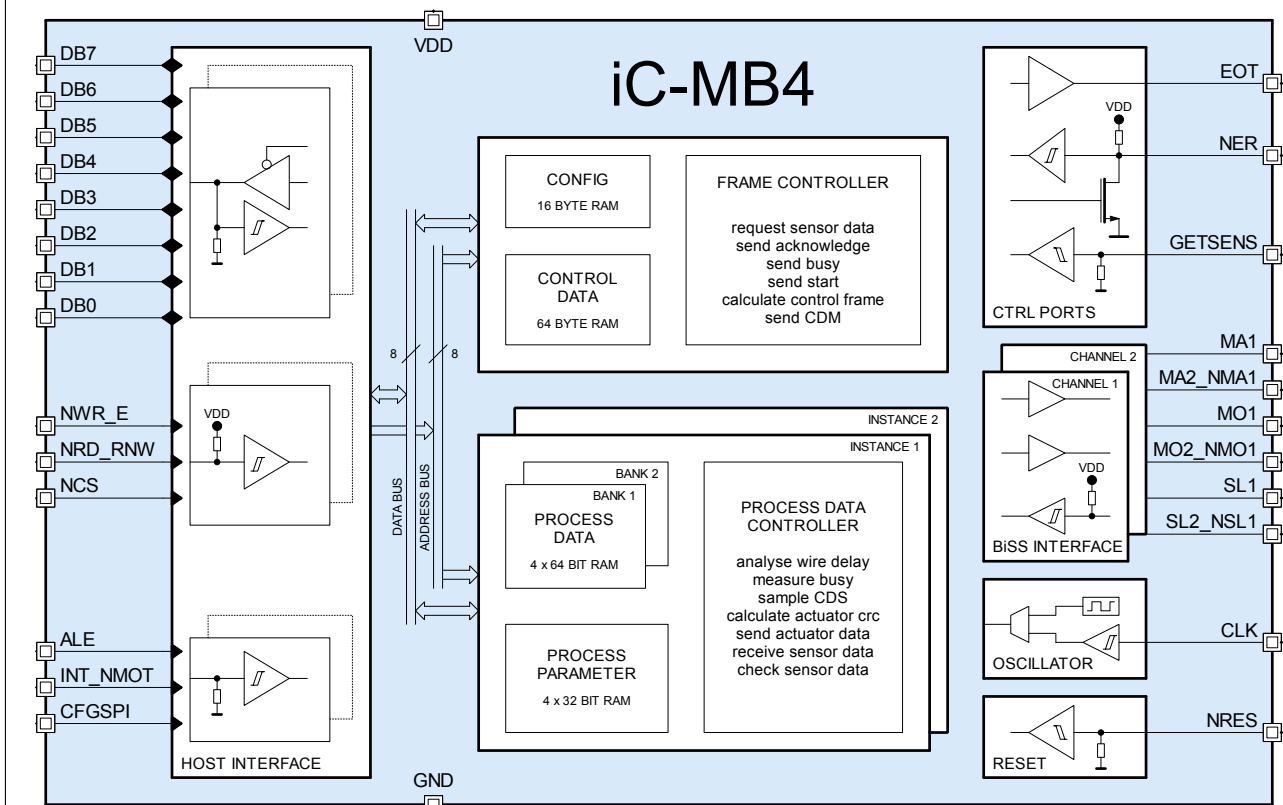 VDD
iC-MB4
DB7
DB6
DB5
DB4
DB3
DB2
DB1
DB0
NWR_E
NRD_RNW
NCS
ALE
INT_NMOT
CFGSPI
VDD
HOST INTERFACE
8
8
DATA BUS
ADDRESS BUS
CONFIG
16 BYTE RAM
CONTROL
DATA
64 BYTE RAM
FRAME CONTROLLER
request sensor data
send acknowledge
send busy
send start
calculate control frame
send CDM
INSTANCE 2
INSTANCE 1
BANK 2
BANK 1
PROCESS
DATA
4 x 64 BIT RAM
PROCESS
PARAMETER
4 x 32 BIT RAM
PROCESS DATA
CONTROLLER
analyse wire delay
measure busy
sample CDS
calculate actuator crc
send actuator data
receive sensor data
check sensor data
VDD
CTRL PORTS
EOT
NER
GETSENS
CHANNEL 2
CHANNEL 1
VDD
BiSS INTERFACE
MA1
MA2_NMA1
MO1
MO2_NMO1
SL1
SL2_NSL1
OSCILLATOR
CLK
RESET
NRES
GND